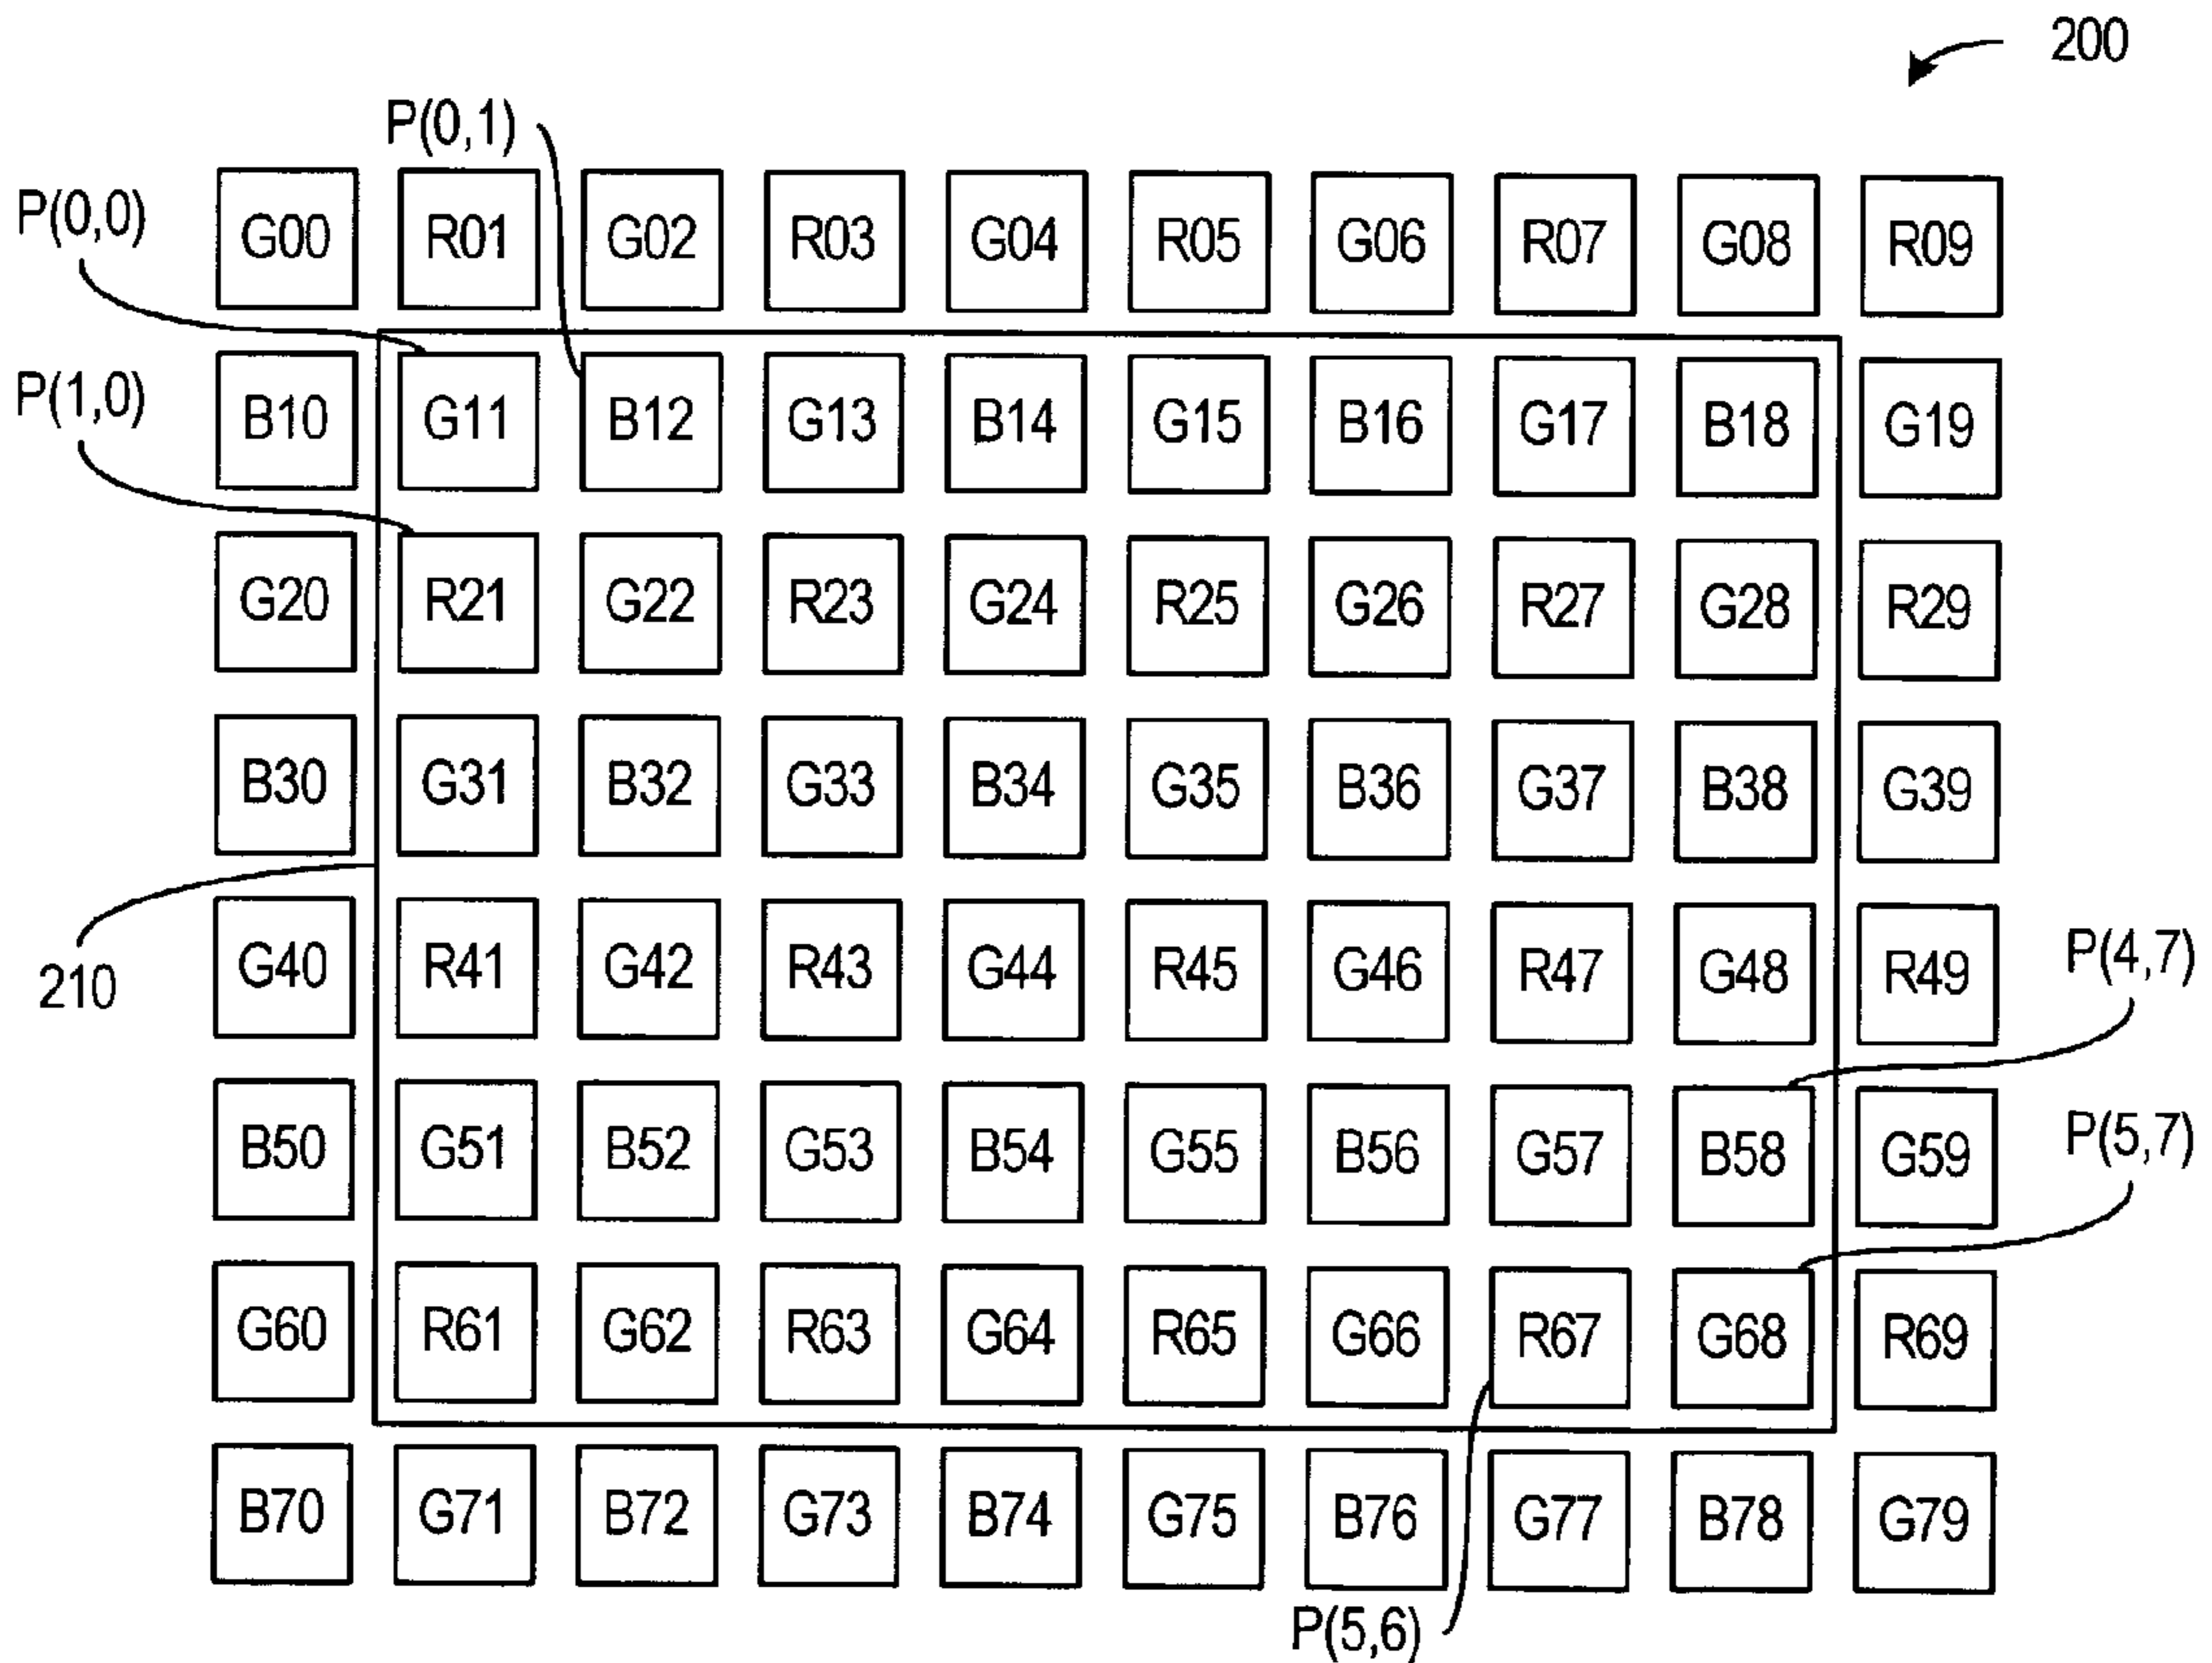 200
P(0,1)
P(0,0)
G00 R01 G02 R03 G04 R05 G06 R07 G08 R09
P(1,0)
B10 G11 B12 G13 B14 G15 B16 G17 B18 G19
G20 R21 G22 R23 G24 R25 G26 R27 G28 R29
B30 G31 B32 G33 B34 G35 B36 G37 B38 G39
210
G40 R41 G42 R43 G44 R45 G46 R47 G48 R49
P(4,7)
B50 G51 B52 G53 B54 G55 B56 G57 B58 G59
P(5,7)
G60 R61 G62 R63 G64 R65 G66 R67 G68 R69
B70 G71 B72 G73 B74 G75 B76 G77 B78 G79
P(5,6)